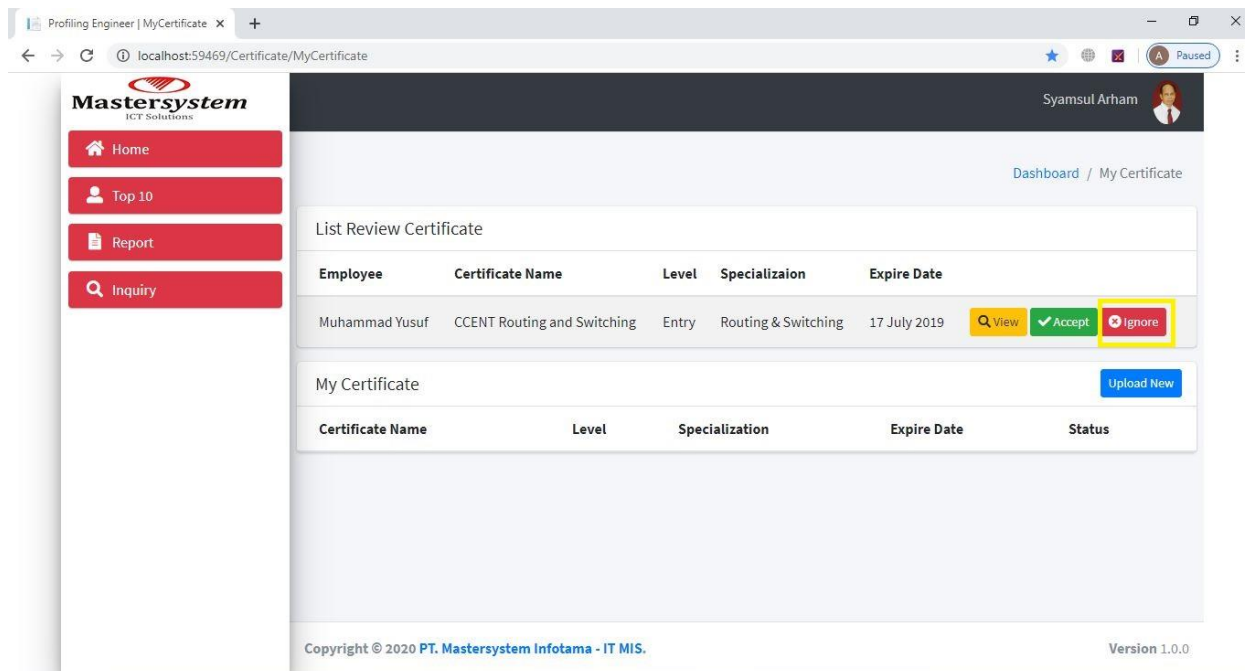 Profiling Engineer | MyCertificate
localhost:59469/Certificate/MyCertificate
A Paused
Mastersystem
ICT Solutions
Syamsul Arham
Home
Top 10
Report
Inquiry
Dashboard / My Certificate
List Review Certificate
Employee Certificate Name Level Specializaion Expire Date
Muhammad Yusuf CCENT Routing and Switching Entry Routing & Switching 17 July 2019 View Accept Ignore
My Certificate Upload New
Certificate Name Level Specialization Expire Date Status
Copyright © 2020 PT. Mastersystem Infotama - IT MIS. Version 1.0.0